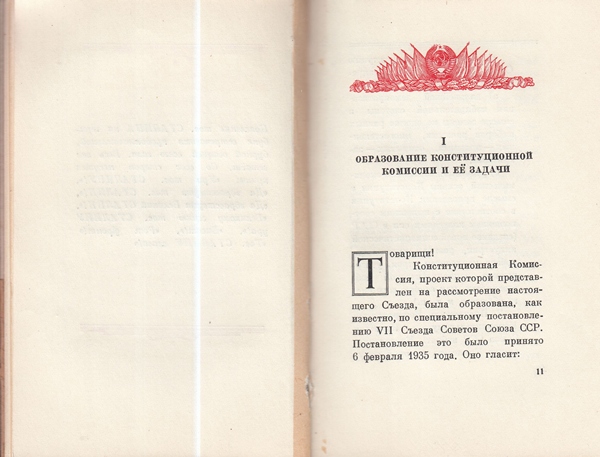 I
ОБРАЗОВАНИЕ КОНСТИТУЦИОННОЙ
КОМИССИИ И ЕЁ ЗАДАЧИ
Товарищи!
Конституционная Комис-
сия, проект которой представ-
лен на рассмотрение настоя-
щего Съезда, была образована, как
известно, по специальному постановле-
нию VII Съезда Советов Союза ССР.
Постановление это было принято
6 февраля 1935 года. Оно гласит:
11